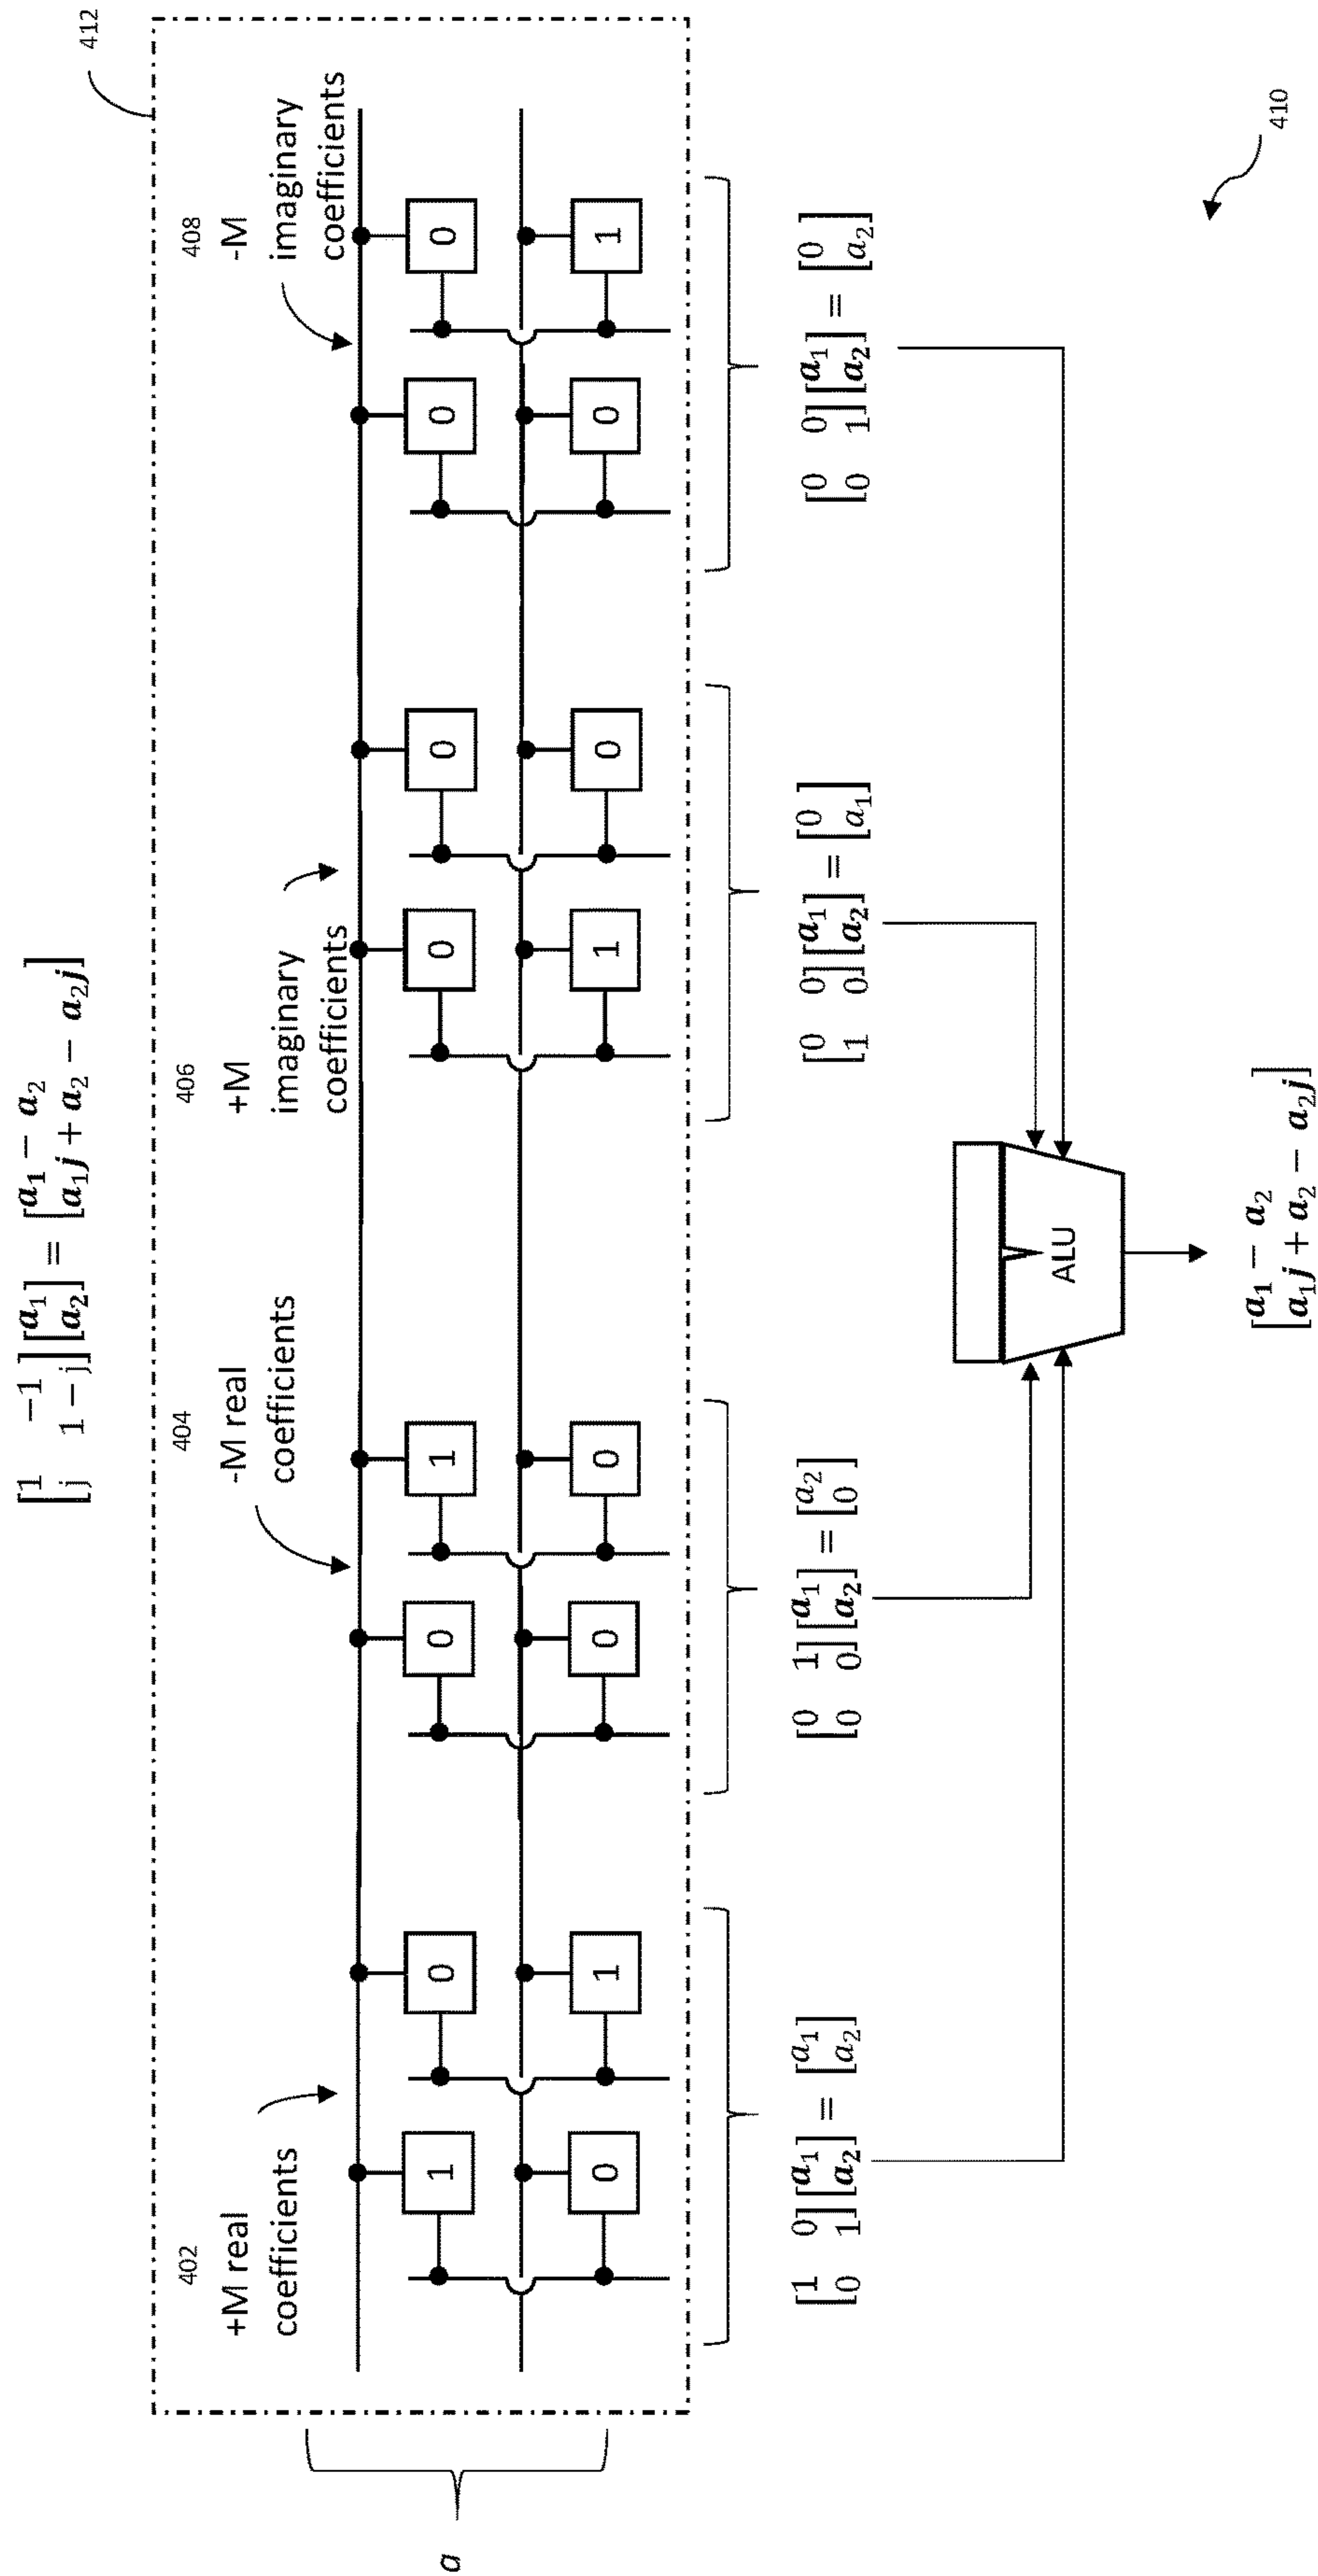 [1 −1; j 1 − j][a₁; a₂] = [a₁ − a₂; a₁j + a₂ − a₂j]
412
402
404
406
408
+M real
coefficients
-M real
coefficients
+M
imaginary
coefficients
-M
imaginary
coefficients
a
1 0 0 1 0 0 0 0
0 1 0 0 1 0 0 1
[1 0; 0 1][a₁; a₂] = [a₁; a₂]
[0 1; 0 0][a₁; a₂] = [a₂; 0]
[0 0; 1 0][a₁; a₂] = [0; a₁]
[0 0; 0 1][a₁; a₂] = [0; a₂]
ALU
[a₁ − a₂; a₁j + a₂ − a₂j]
410